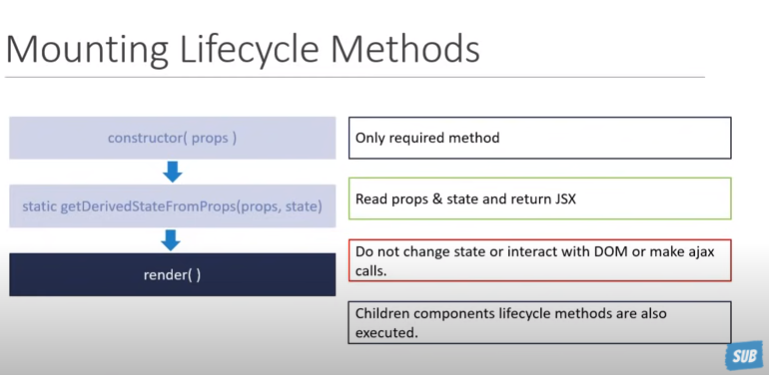 Mounting Lifecycle Methods
constructor( props )
static getDerivedStateFromProps(props, state)
render( )
Only required method
Read props & state and return JSX
Do not change state or interact with DOM or make ajax
calls.
Children components lifecycle methods are also
executed.
SUB